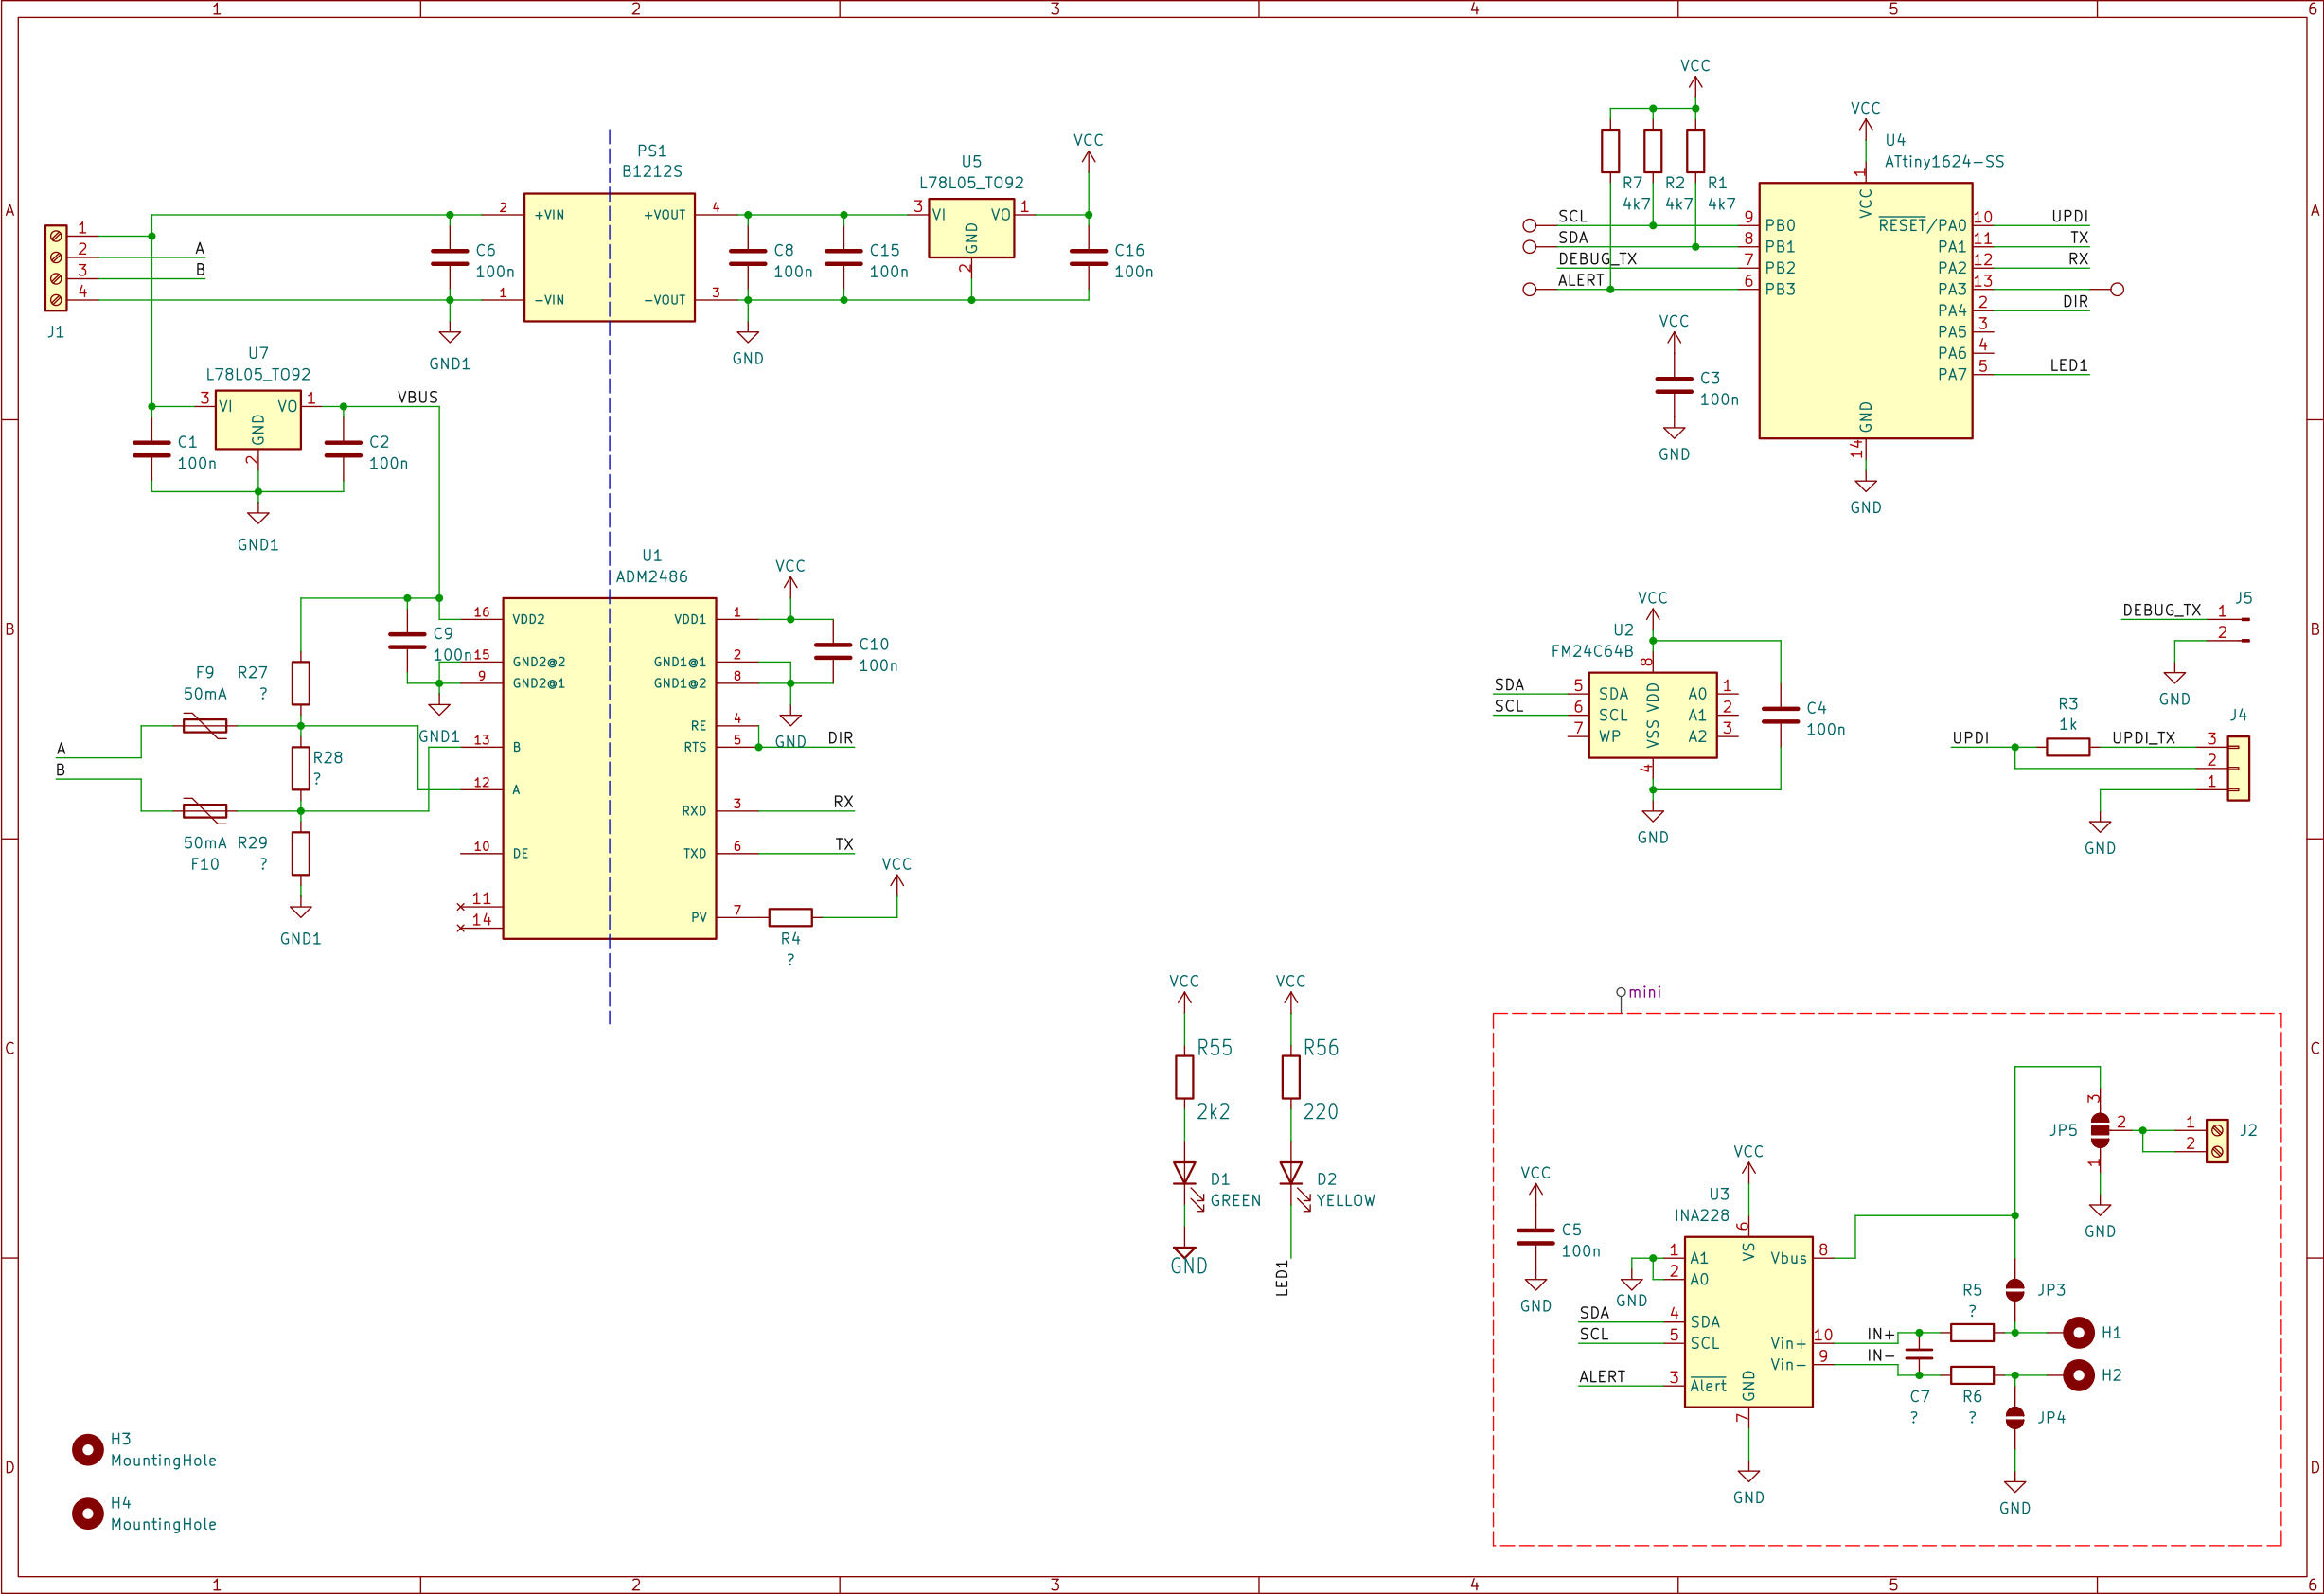 1 2 3 4 5 6
A
B
C
D
J1
1
2
3
4
A
B
C6
100n
PS1
B1212S
2 +VIN
1 -VIN
+VOUT 4
-VOUT 3
GND1
C8
100n
C15
100n
GND
U5
L78L05_TO92
3 VI
VO 1
GND
2
VCC
C16
100n
U7
L78L05_TO92
3 VI
VO 1
GND
2
VBUS
C1
100n
C2
100n
GND1
U1
ADM2486
16 VDD2
15 GND2@2
9 GND2@1
13 B
12 A
10 DE
11
14
VDD1 1
GND1@1 2
GND1@2 8
RE 4
RTS 5
RXD 3
TXD 6
PV 7
C9
100n
GND1
VCC
C10
100n
GND
DIR
RX
TX
VCC
R4
?
F9
50mA
R27
?
R28
?
A
B
50mA
F10
R29
?
GND1
VCC
R7
4k7
R2
4k7
R1
4k7
SCL
SDA
DEBUG_TX
ALERT
VCC
U4
ATtiny1624-SS
1
VCC
9 PB0
8 PB1
7 PB2
6 PB3
RESET/PA0 10
PA1 11
PA2 12
PA3 13
PA4 2
PA5 3
PA6 4
PA7 5
GND
14
GND
UPDI
TX
RX
DIR
LED1
VCC
C3
100n
GND
VCC
U2
FM24C64B
8
VDD
SDA
SCL
5 SDA
6 SCL
7 WP
A0 1
A1 2
A2 3
VSS
4
C4
100n
GND
J5
DEBUG_TX
1
2
GND
R3
1k
UPDI
UPDI_TX
J4
3
2
1
GND
VCC
R55
2k2
D1
GREEN
GND
VCC
R56
220
D2
YELLOW
LED1
mini
VCC
C5
100n
GND
VCC
U3
INA228
6
VS
1 A1
2 A0
4 SDA
5 SCL
3 Alert
Vbus 8
Vin+ 10
Vin- 9
GND
7
GND
GND
SDA
SCL
ALERT
IN+
IN-
C7
?
R5
?
R6
?
JP3
JP4
H1
H2
GND
JP5
3
2
1
GND
1
2
J2
H3
MountingHole
H4
MountingHole
A
B
C
D
1 2 3 4 5 6